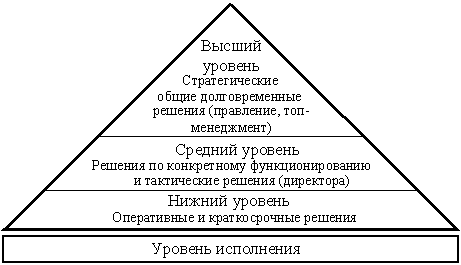 Высший
уровень
Стратегические
общие долговременные
решения (правление, топ-
менеджмент)
Средний уровень
Решения по конкретному функционированию
и тактические решения (директора)
Нижний уровень
Оперативные и краткосрочные решения
Уровень исполнения